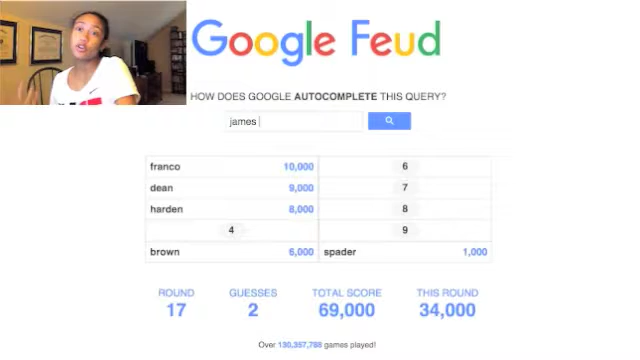 Google Feud
HOW DOES GOOGLE AUTOCOMPLETE THIS QUERY?
james
franco 10,000 6
dean 9,000 7
harden 8,000 8
4 9
brown 6,000 spader 1,000
ROUND GUESSES TOTAL SCORE THIS ROUND
17 2 69,000 34,000
Over 130,357,788 games played!